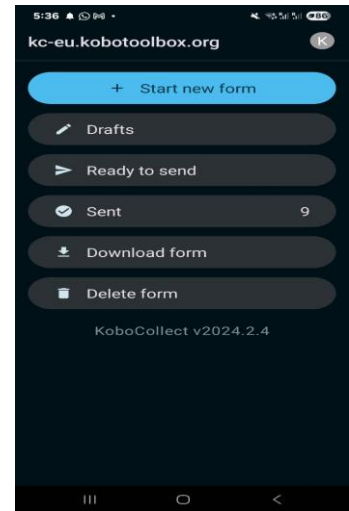 5:36
kc-eu.kobotoolbox.org K
+ Start new form
Drafts
Ready to send
Sent 9
Download form
Delete form
KoboCollect v2024.2.4